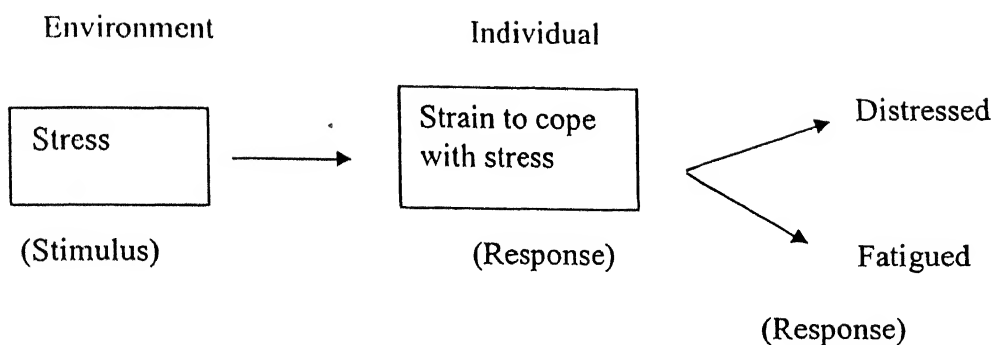 Environment
Individual
Stress
Strain to cope
with stress
Distressed
(Stimulus)
(Response)
Fatigued
(Response)